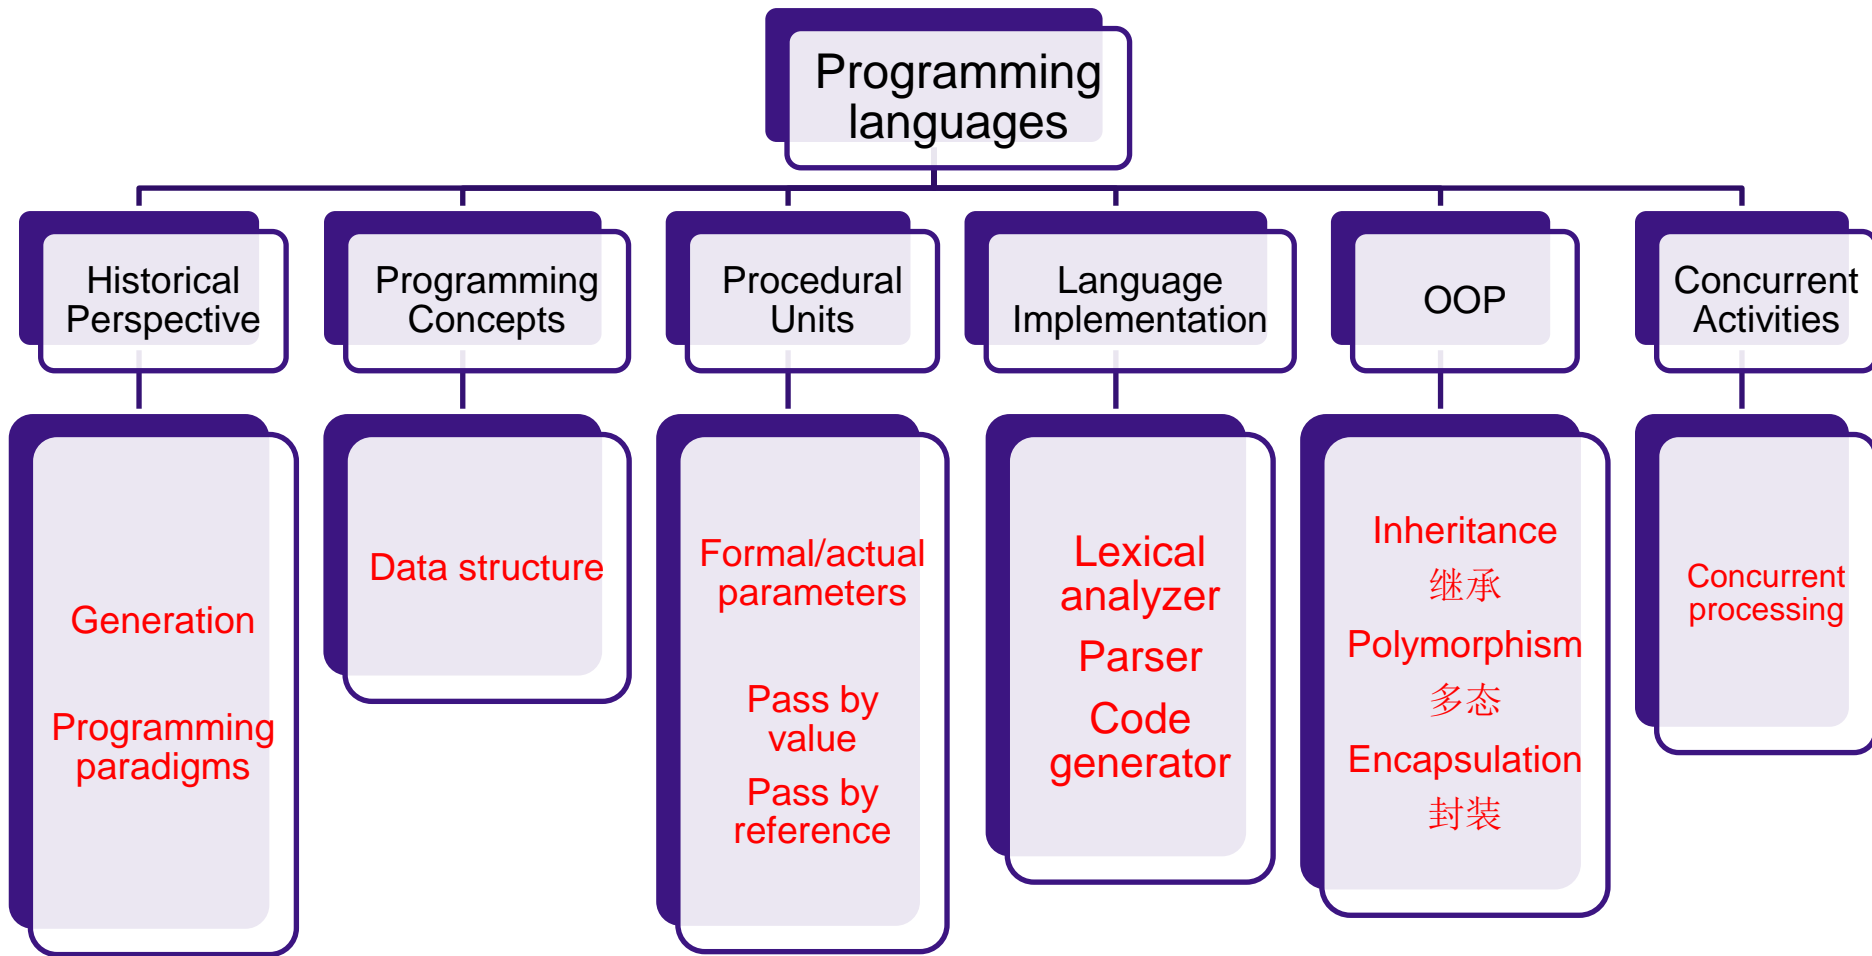 Programming
languages
Historical
Perspective
Programming
Concepts
Procedural
Units
Language
Implementation
OOP
Concurrent
Activities
Generation
Programming
paradigms
Data structure
Formal/actual
parameters
Pass by
value
Pass by
reference
Lexical
analyzer
Parser
Code
generator
Inheritance
继承
Polymorphism
多态
Encapsulation
封装
Concurrent
processing